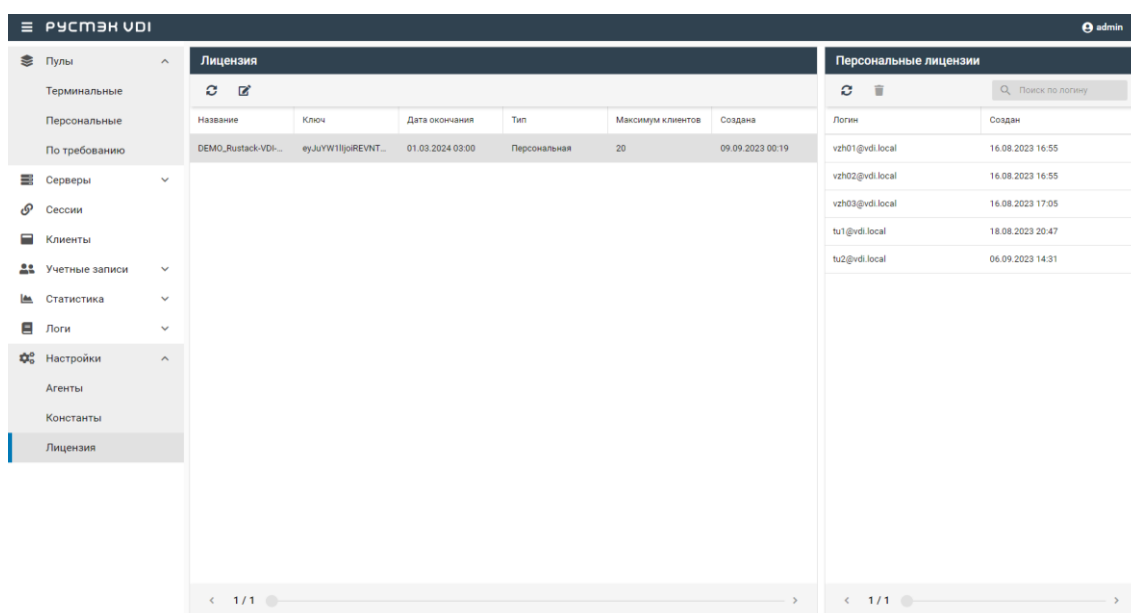 РУСТЭК VDI
admin
Пулы
Терминальные
Персональные
По требованию
Серверы
Сессии
Клиенты
Учетные записи
Статистика
Логи
Настройки
Агенты
Константы
Лицензия
Лицензия
Название Ключ Дата окончания Тип Максимум клиентов Создана
DEMO_Rustack-VDI-... eyJuYW1lIjoiREVNT... 01.03.2024 03:00 Персональная 20 09.09.2023 00:19
1 / 1
Персональные лицензии
Поиск по логину
Логин Создан
vzh01@vdi.local 16.08.2023 16:55
vzh02@vdi.local 16.08.2023 16:55
vzh03@vdi.local 16.08.2023 17:05
tu1@vdi.local 18.08.2023 20:47
tu2@vdi.local 06.09.2023 14:31
1 / 1